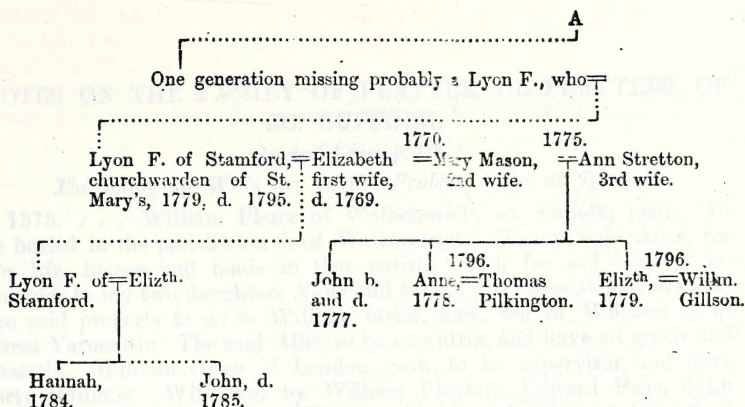 A
One generation missing probably a Lyon F., who
1770. 1775.
Lyon F. of Stamford, = Elizabeth = Mary Mason, = Ann Stretton,
churchwarden of St. first wife, 2nd wife. 3rd wife.
Mary's, 1779. d. 1795. d. 1769.
1796. 1796.
Lyon F. of = Elizth. John b. Anne, = Thomas Elizth, = Willm.
Stamford. and d. 1778. Pilkington. 1779. Gillson.
1777.
Hannah, John, d.
1784. 1785.